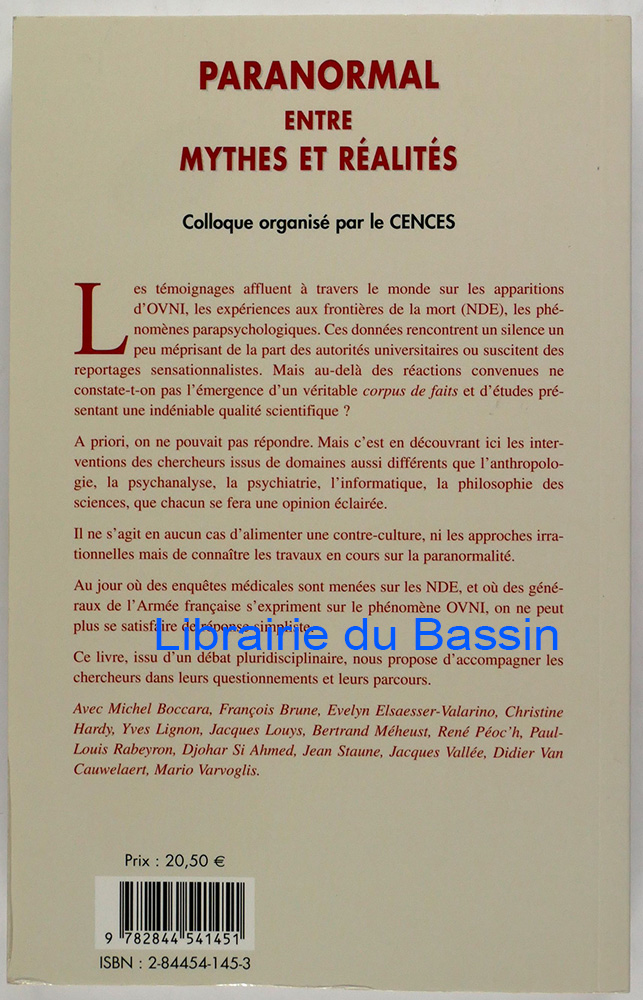 PARANORMAL
ENTRE
MYTHES ET RÉALITÉS
Colloque organisé par le CENCES
Les témoignages affluent à travers le monde sur les apparitions
d'OVNI, les expériences aux frontières de la mort (NDE), les phé-
nomènes parapsychologiques. Ces données rencontrent un silence un
peu méprisant de la part des autorités universitaires ou suscitent des
reportages sensationnalistes. Mais au-delà des réactions convenues ne
constate-t-on pas l'émergence d'un véritable corpus de faits et d'études pré-
sentant une indéniable qualité scientifique ?
A priori, on ne pouvait pas répondre. Mais c'est en découvrant ici les inter-
ventions des chercheurs issus de domaines aussi différents que l'anthropolo-
gie, la psychanalyse, la psychiatrie, l'informatique, la philosophie des
sciences, que chacun se fera une opinion éclairée.
Il ne s'agit en aucun cas d'alimenter une contre-culture, ni les approches irra-
tionnelles mais de connaître les travaux en cours sur la paranormalité.
Au jour où des enquêtes médicales sont menées sur les NDE, et où des géné-
raux de l'Armée française s'expriment sur le phénomène OVNI, on ne peut
plus se satisfaire de réponse simpliste.
Librairie du Bassin
Ce livre, issu d'un débat pluridisciplinaire, nous propose d'accompagner les
chercheurs dans leurs questionnements et leurs parcours.
Avec Michel Boccara, François Brune, Evelyn Elsaesser-Valarino, Christine
Hardy, Yves Lignon, Jacques Louys, Bertrand Méheust, René Péoc'h, Paul-
Louis Rabeyron, Djohar Si Ahmed, Jean Staune, Jacques Vallée, Didier Van
Cauwelaert, Mario Varvoglis.
Prix : 20,50 €
9 782844 541451
ISBN : 2-84454-145-3